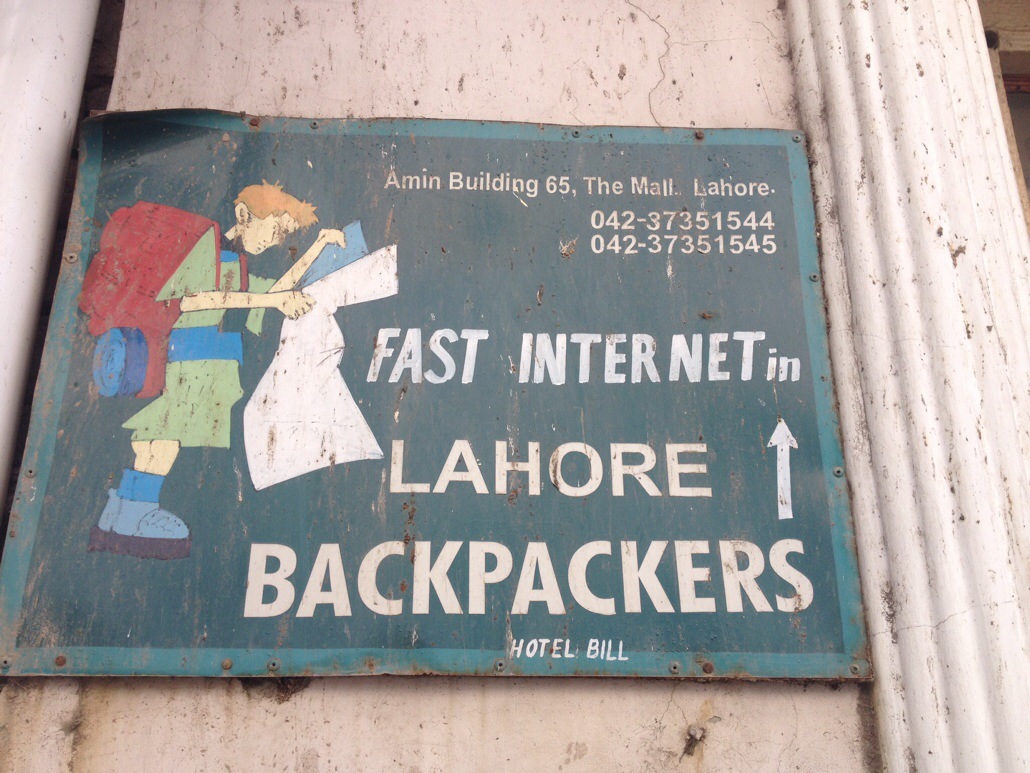 Amin Building 65, The Mall. Lahore.
042-37351544
042-37351545
FAST INTERNET in
LAHORE
BACKPACKERS
HOTEL BILL